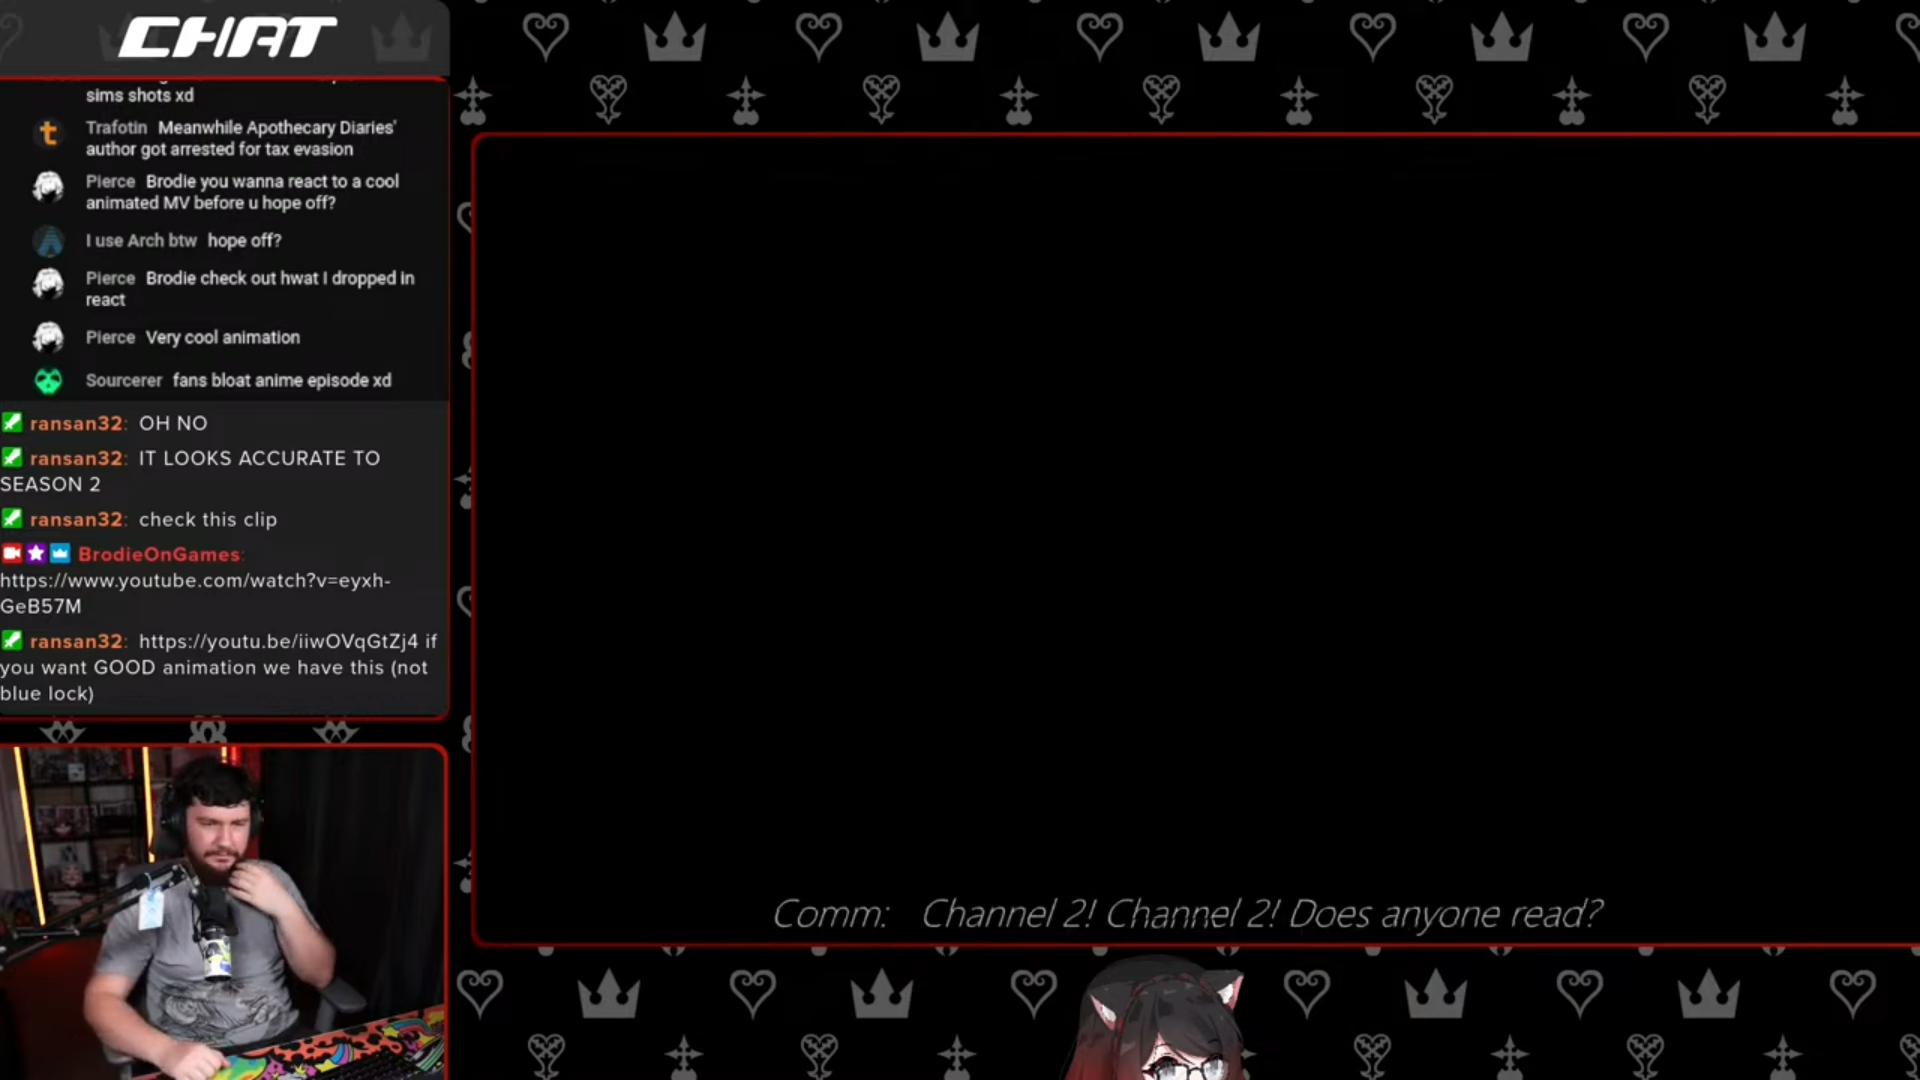 CHAT
sims shots xd
Trafotin Meanwhile Apothecary Diaries'
author got arrested for tax evasion
Pierce Brodie you wanna react to a cool
animated MV before u hope off?
I use Arch btw hope off?
Pierce Brodie check out hwat I dropped in
react
Pierce Very cool animation
Sourcerer fans bloat anime episode xd
ransan32: OH NO
ransan32: IT LOOKS ACCURATE TO
SEASON 2
ransan32: check this clip
BrodieOnGames:
https://www.youtube.com/watch?v=eyxh-
GeB57M
ransan32: https://youtu.be/iiwOVqGtZj4 if
you want GOOD animation we have this (not
blue lock)
Comm: Channel 2! Channel 2! Does anyone read?